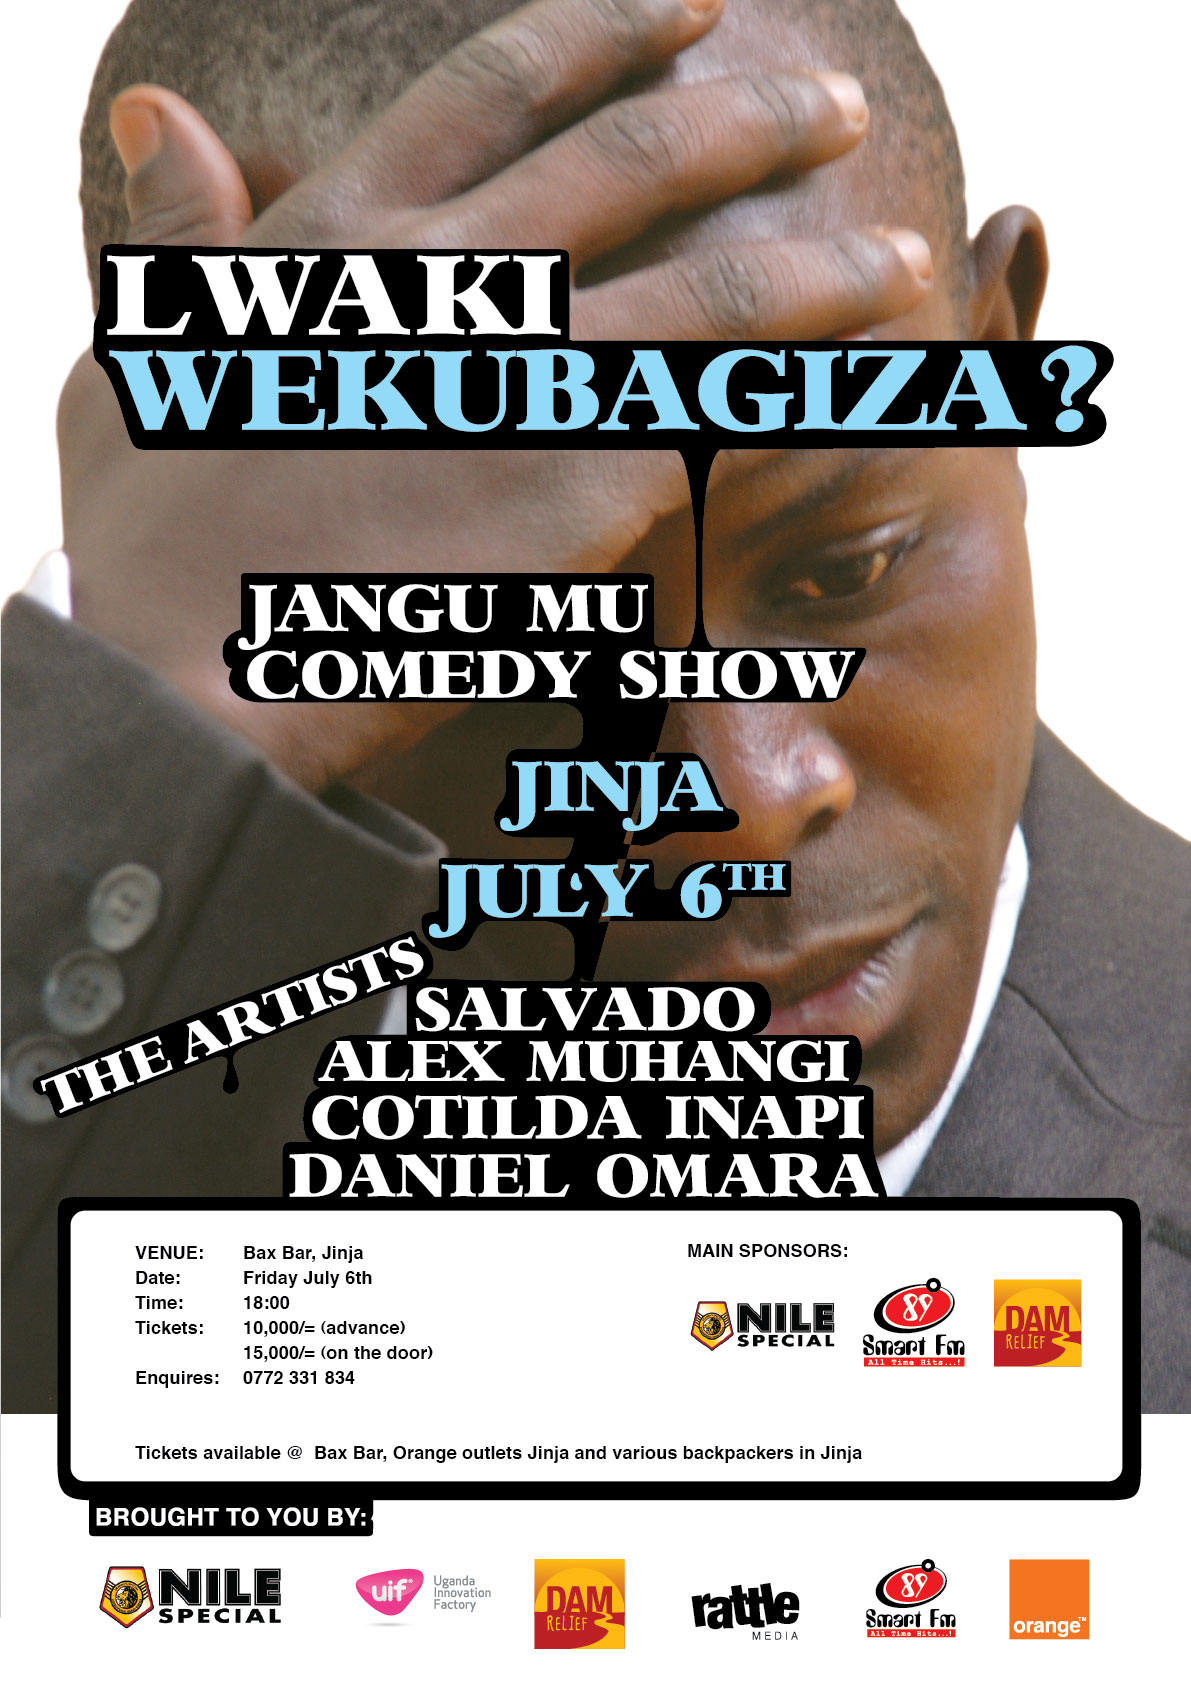 LWAKI
WEKUBAGIZA?
JANGU MU
COMEDY SHOW
JINJA
JULY 6TH
THE ARTISTS
SALVADO
ALEX MUHANGI
COTILDA INAPI
DANIEL OMARA
VENUE: Bax Bar, Jinja
Date: Friday July 6th
Time: 18:00
Tickets: 10,000/= (advance)
15,000/= (on the door)
Enquires: 0772 331 834
Tickets available @ Bax Bar, Orange outlets Jinja and various backpackers in Jinja
MAIN SPONSORS:
NILE
SPECIAL
89
Smart Fm
All Time Hits...!
DAM
RELIEF
BROUGHT TO YOU BY:
NILE
SPECIAL
uif
Uganda
Innovation
Factory
DAM
RELIEF
rattle
MEDIA
89
Smart Fm
All Time Hits...!
orange™